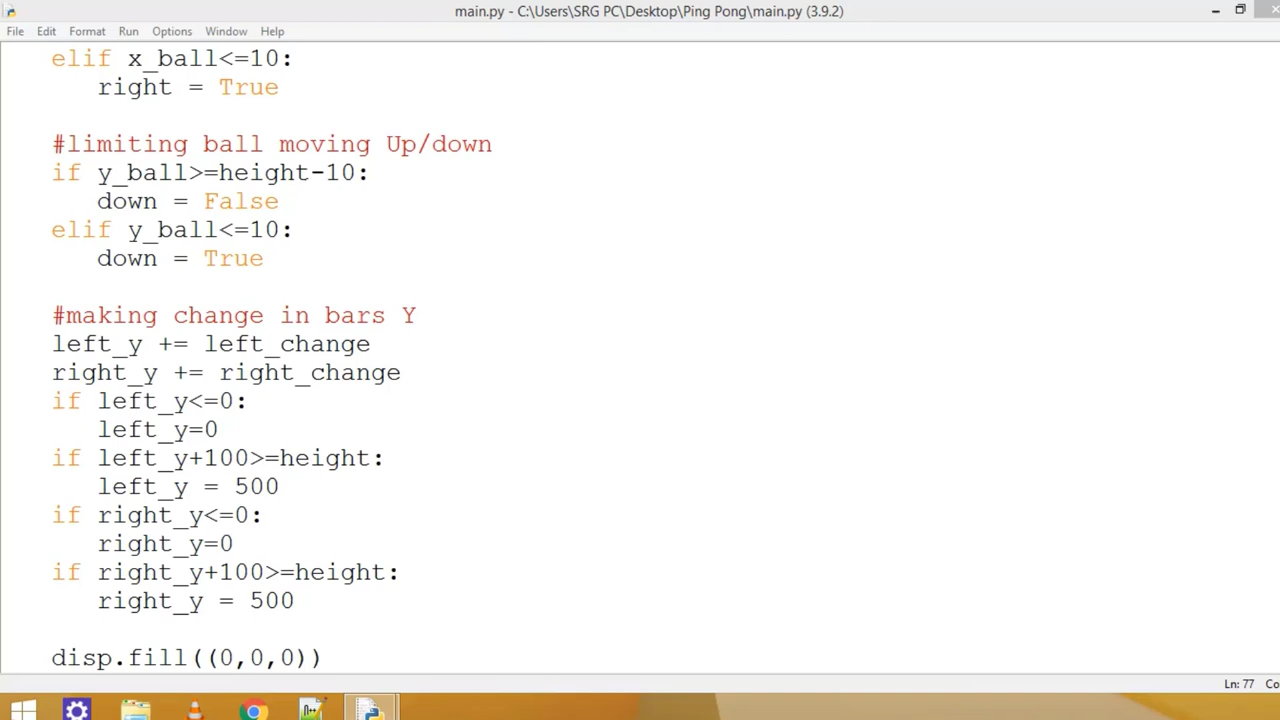 main.py - C:\Users\SRG PC\Desktop\Ping Pong\main.py (3.9.2)
File Edit Format Run Options Window Help
elif x_ball<=10:
right = True
#limiting ball moving Up/down
if y_ball>=height-10:
down = False
elif y_ball<=10:
down = True
#making change in bars Y
left_y += left_change
right_y += right_change
if left_y<=0:
left_y=0
if left_y+100>=height:
left_y = 500
if right_y<=0:
right_y=0
if right_y+100>=height:
right_y = 500
disp.fill((0,0,0))
Ln: 77 Co